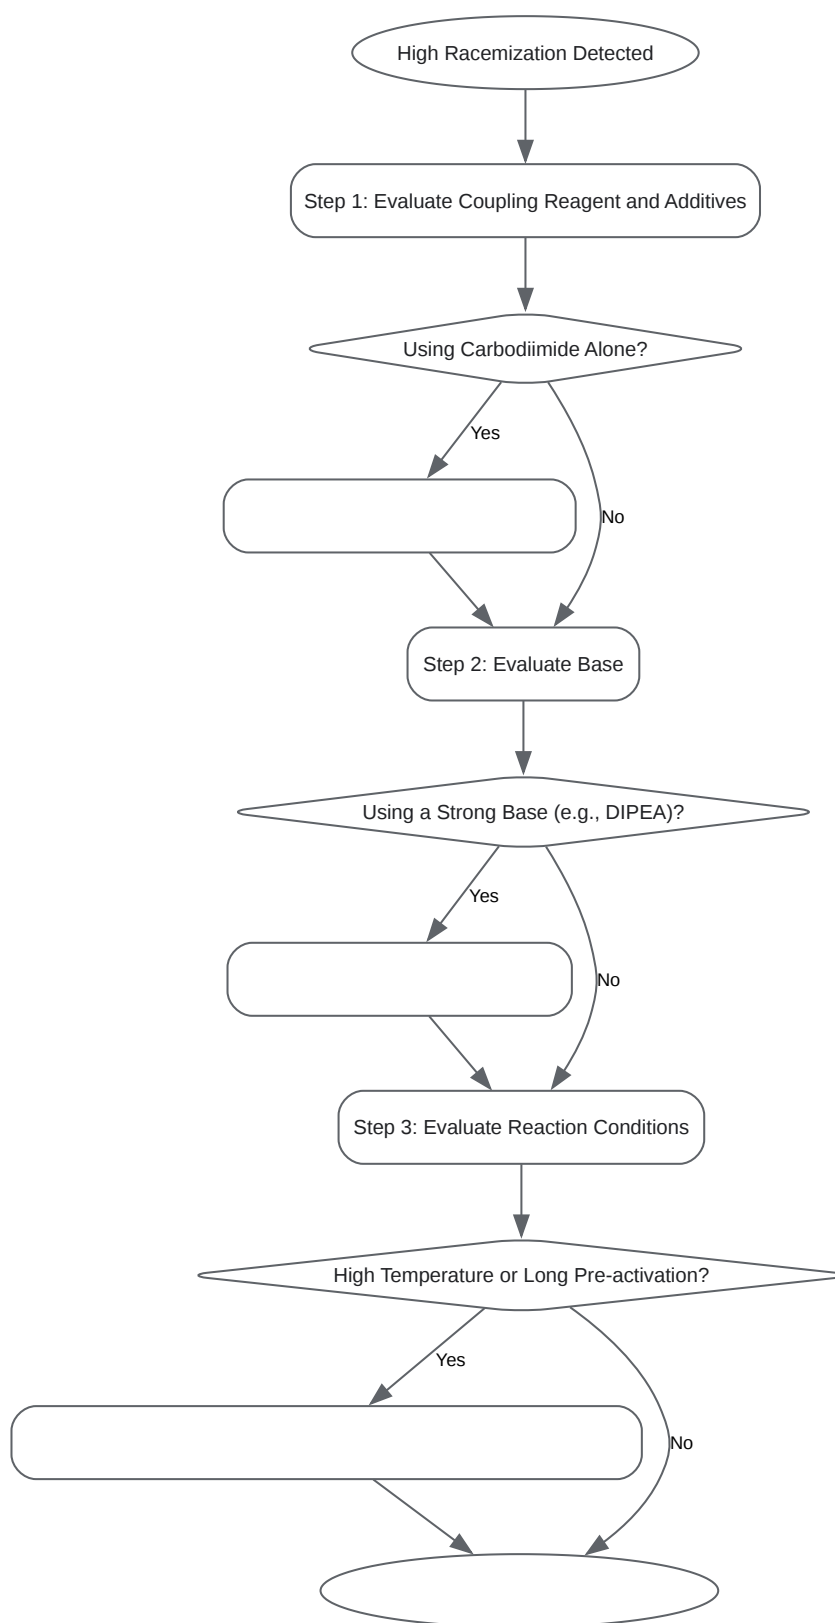 High Racemization Detected
Step 1: Evaluate Coupling Reagent and Additives
Using Carbodiimide Alone?
Yes
No
Step 2: Evaluate Base
Using a Strong Base (e.g., DIPEA)?
Yes
No
Step 3: Evaluate Reaction Conditions
High Temperature or Long Pre-activation?
Yes
No